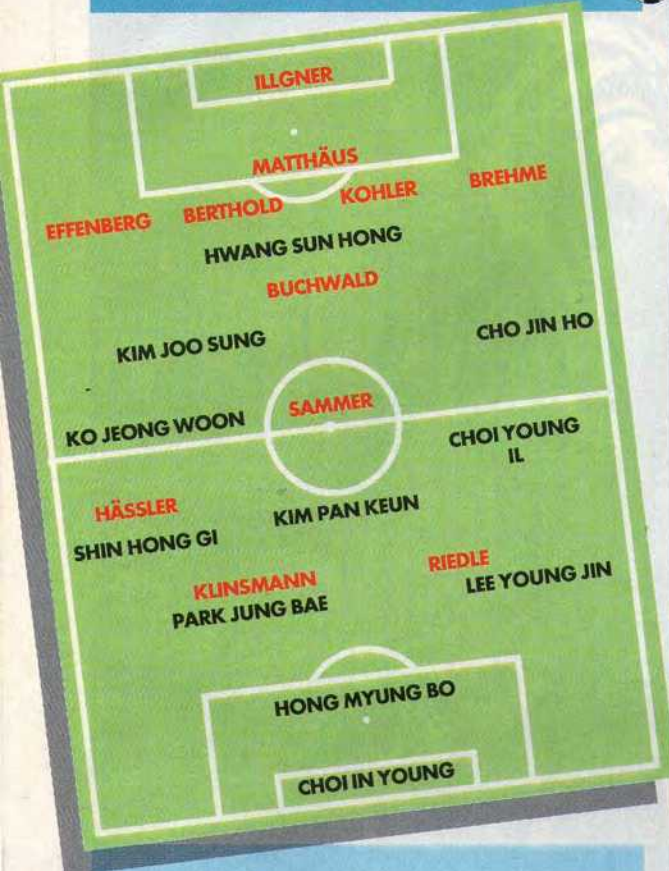 ILLGNER
MATTHÄUS
EFFENBERG
BERTHOLD
KOHLER
BREHME
HWANG SUN HONG
BUCHWALD
KIM JOO SUNG
CHO JIN HO
SAMMER
KO JEONG WOON
CHOI YOUNG
IL
HÄSSLER
KIM PAN KEUN
SHIN HONG GI
RIEDLE
KLINSMANN
LEE YOUNG JIN
PARK JUNG BAE
HONG MYUNG BO
CHOI IN YOUNG